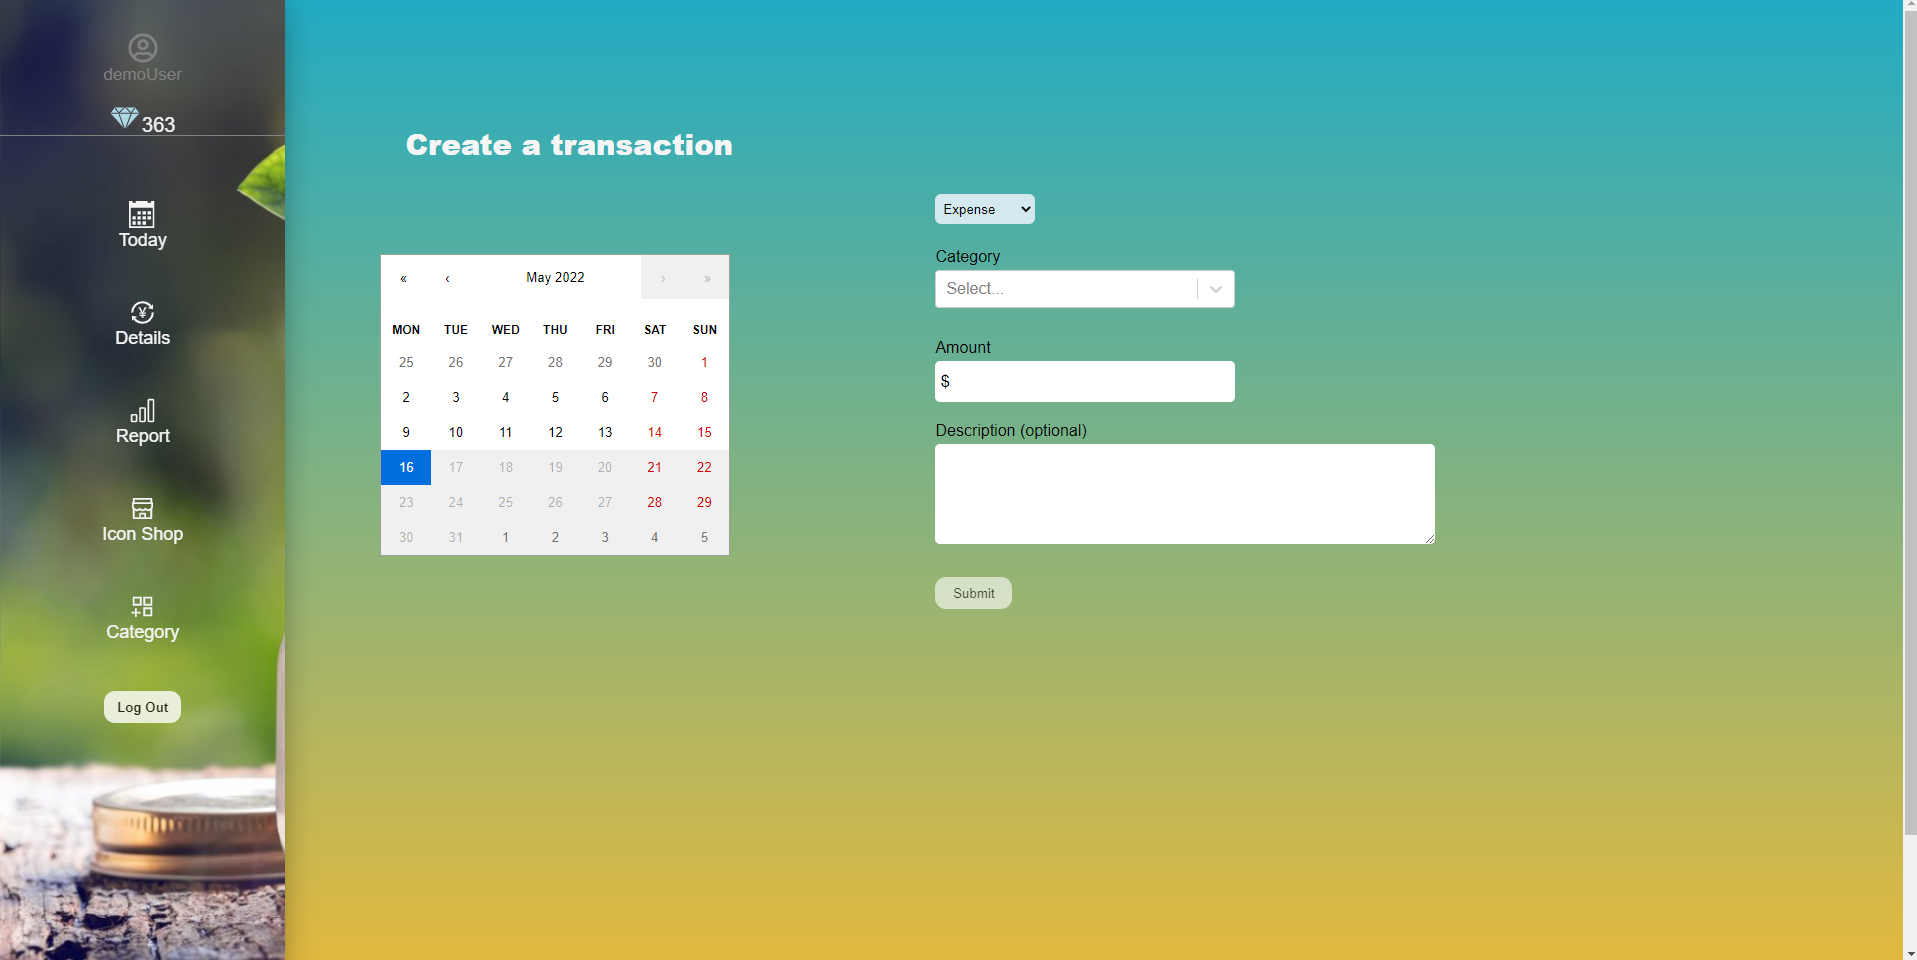 demoUser
363
Today
Details
Report
Icon Shop
Category
Log Out
Create a transaction
« ‹ May 2022 › »
MON TUE WED THU FRI SAT SUN
25 26 27 28 29 30 1
2 3 4 5 6 7 8
9 10 11 12 13 14 15
16 17 18 19 20 21 22
23 24 25 26 27 28 29
30 31 1 2 3 4 5
Expense
Category
Select...
Amount
$
Description (optional)
Submit